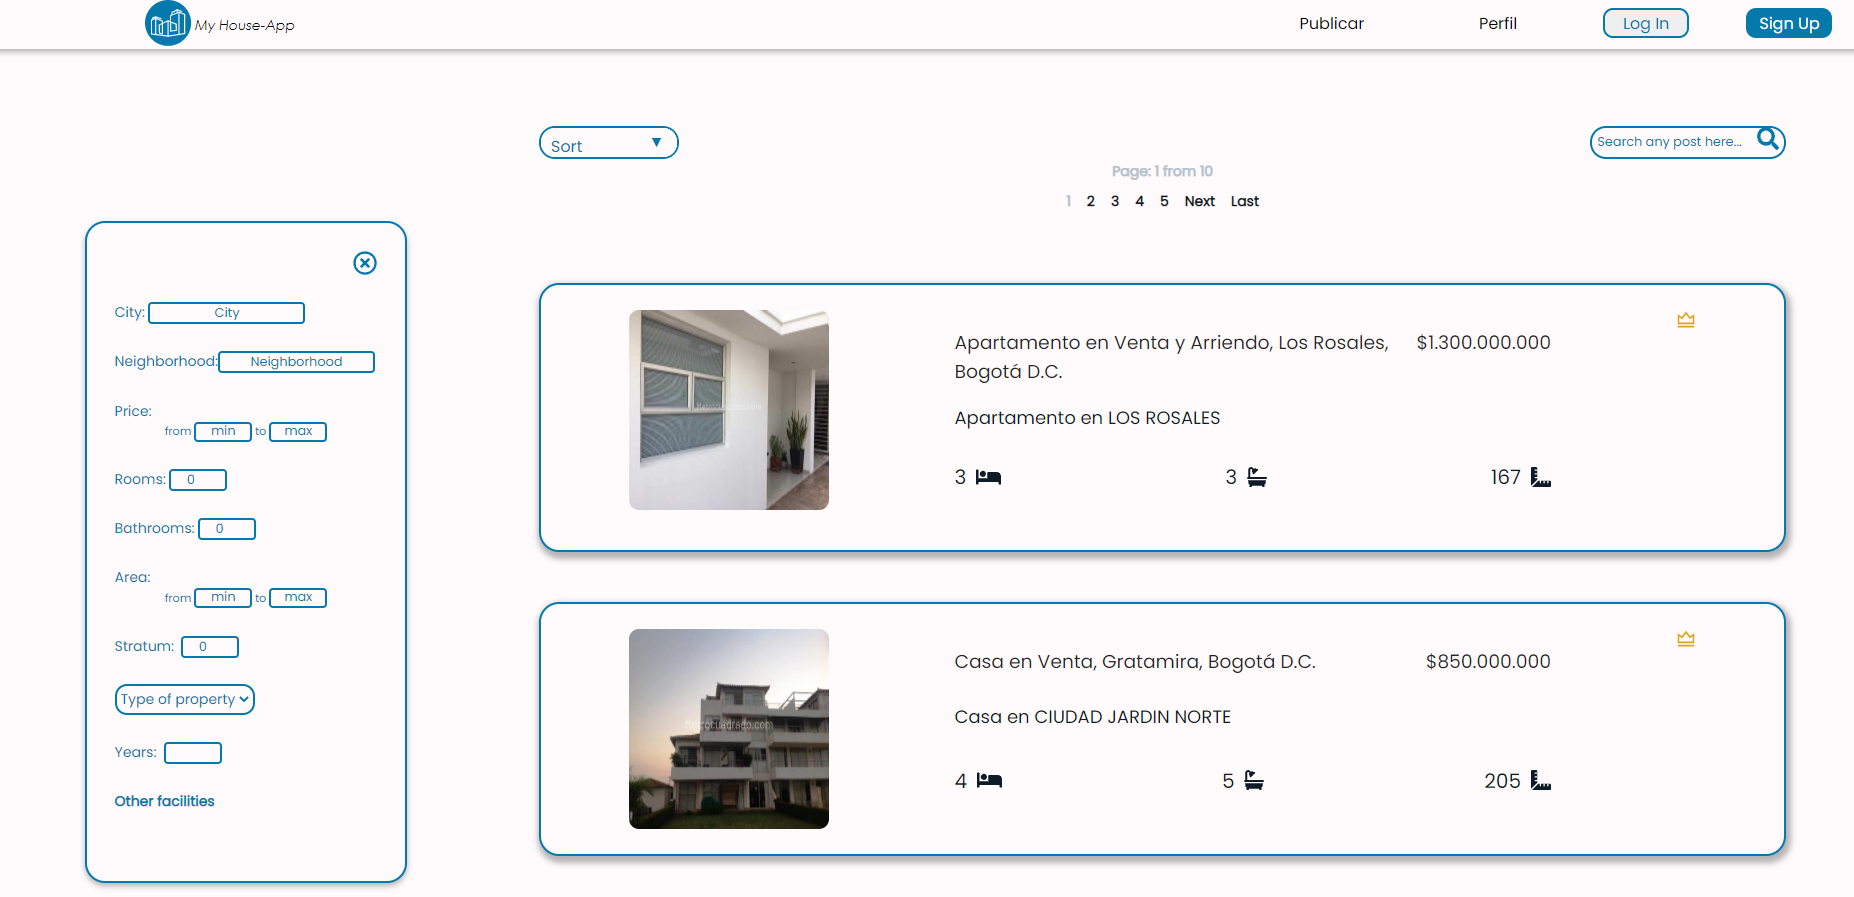 My House-App
Publicar
Perfil
Log In
Sign Up
Sort ▼
Search any post here...
Page: 1 from 10
1 2 3 4 5 Next Last
City: City
Neighborhood: Neighborhood
Price:
from min to max
Rooms: 0
Bathrooms: 0
Area:
from min to max
Stratum: 0
Type of property
Years:
Other facilities
Apartamento en Venta y Arriendo, Los Rosales,
Bogotá D.C.
$1.300.000.000
Apartamento en LOS ROSALES
3 3 167
Metrocuadrado.com
Casa en Venta, Gratamira, Bogotá D.C.
$850.000.000
Casa en CIUDAD JARDIN NORTE
4 5 205
Metrocuadrado.com